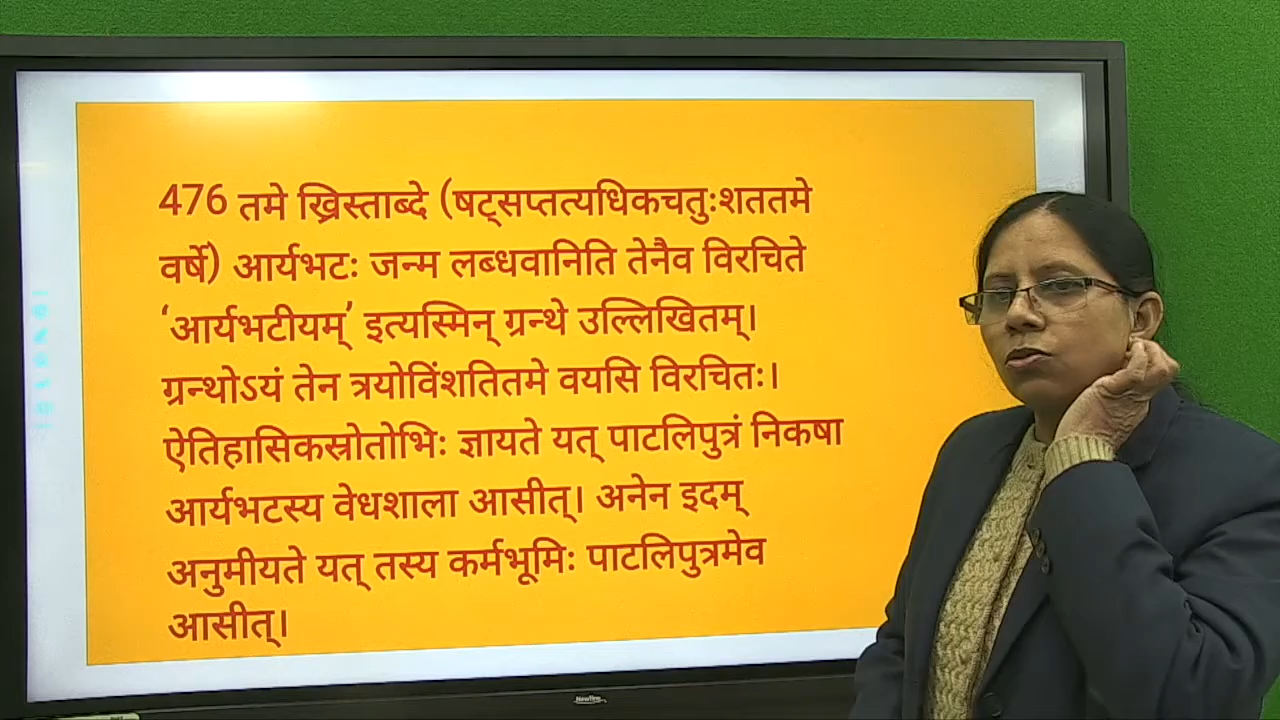 476 तमे ख्रिस्ताब्दे (षट्सप्तत्यधिकचतुःशततमे
वर्षे) आर्यभटः जन्म लब्धवानिति तेनैव विरचिते
‘आर्यभटीयम्’ इत्यस्मिन् ग्रन्थे उल्लिखितम्।
ग्रन्थोऽयं तेन त्रयोविंशतितमे वयसि विरचितः।
ऐतिहासिकस्रोतोभिः ज्ञायते यत् पाटलिपुत्रं निकषा
आर्यभटस्य वेधशाला आसीत्। अनेन इदम्
अनुमीयते यत् तस्य कर्मभूमिः पाटलिपुत्रमेव
आसीत्।